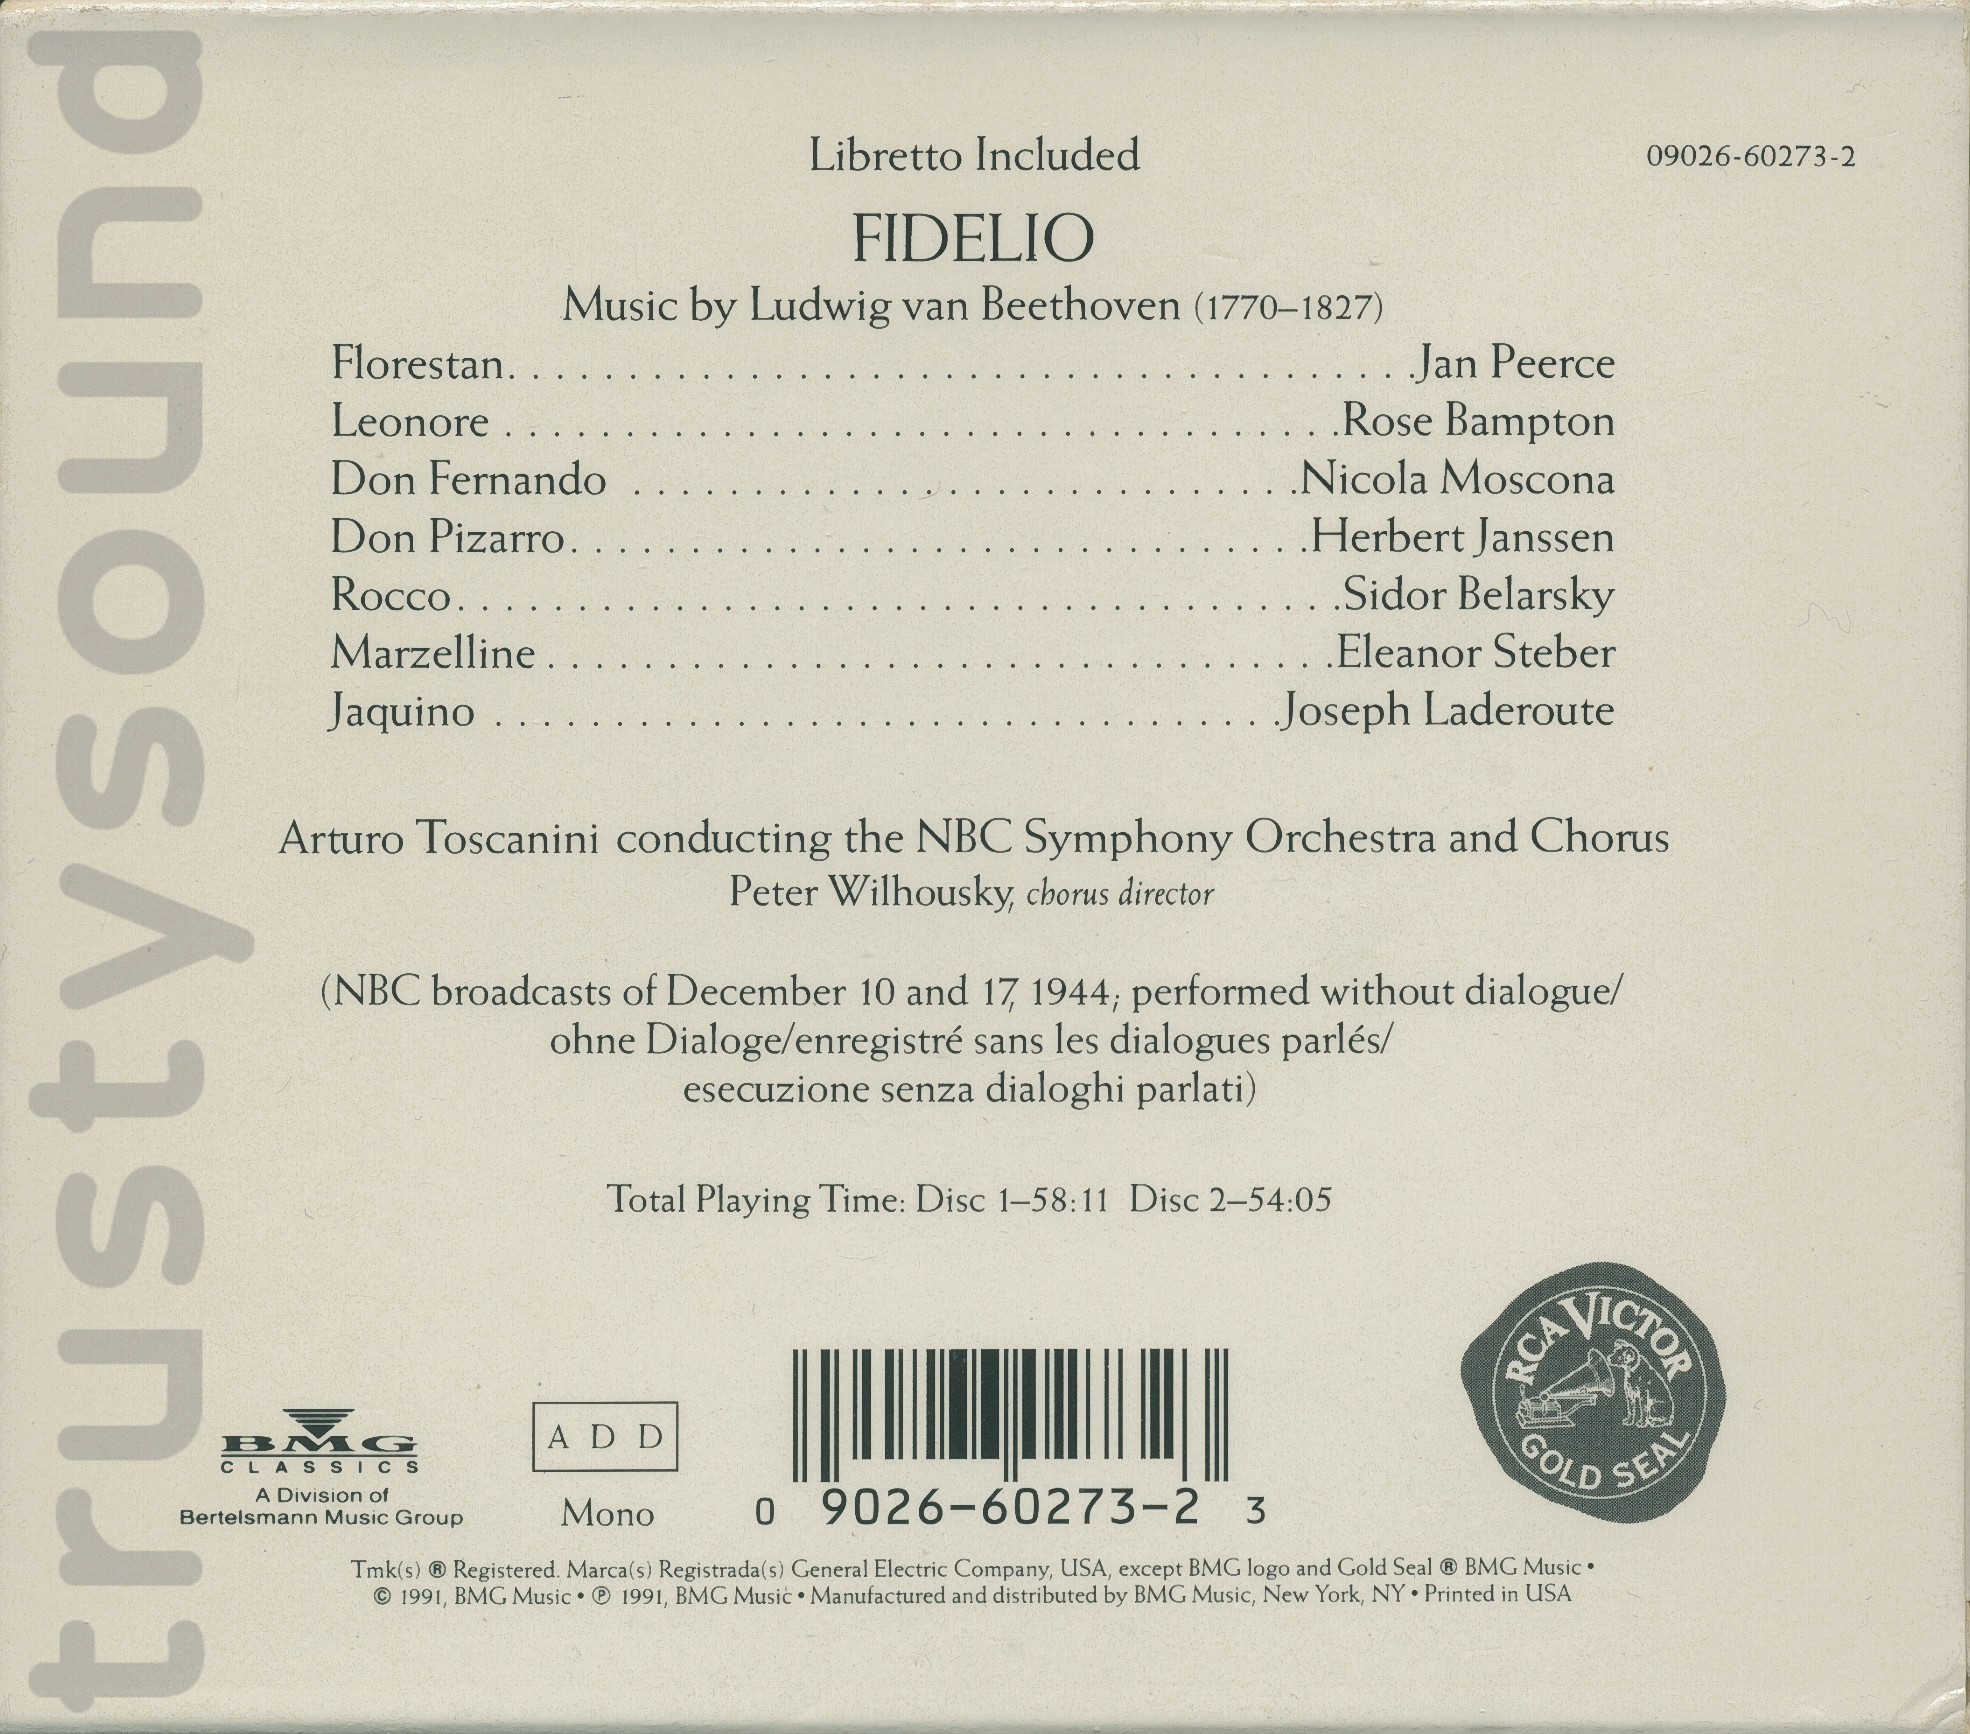 trustysound
Libretto Included
09026-60273-2
FIDELIO
Music by Ludwig van Beethoven (1770–1827)
Florestan. . . . . . . . . . . . . . . . . . . . . . . . . . . . . . . . . . . . . .Jan Peerce
Leonore . . . . . . . . . . . . . . . . . . . . . . . . . . . . . . . . . . .Rose Bampton
Don Fernando . . . . . . . . . . . . . . . . . . . . . . . . . . . .Nicola Moscona
Don Pizarro. . . . . . . . . . . . . . . . . . . . . . . . . . . . . . .Herbert Janssen
Rocco. . . . . . . . . . . . . . . . . . . . . . . . . . . . . . . . . . . . .Sidor Belarsky
Marzelline . . . . . . . . . . . . . . . . . . . . . . . . . . . . . . . . .Eleanor Steber
Jaquino . . . . . . . . . . . . . . . . . . . . . . . . . . . . . . . . .Joseph Laderoute
Arturo Toscanini conducting the NBC Symphony Orchestra and Chorus
Peter Wilhousky, chorus director
(NBC broadcasts of December 10 and 17, 1944; performed without dialogue/
ohne Dialoge/enregistré sans les dialogues parlés/
esecuzione senza dialoghi parlati)
Total Playing Time: Disc 1–58:11 Disc 2–54:05
RCA VICTOR
GOLD SEAL
BMG
CLASSICS
A Division of
Bertelsmann Music Group
A D D
Mono
0 9026-60273-2 3
Tmk(s) ® Registered. Marca(s) Registrada(s) General Electric Company, USA, except BMG logo and Gold Seal ® BMG Music •
© 1991, BMG Music • ℗ 1991, BMG Music • Manufactured and distributed by BMG Music, New York, NY • Printed in USA